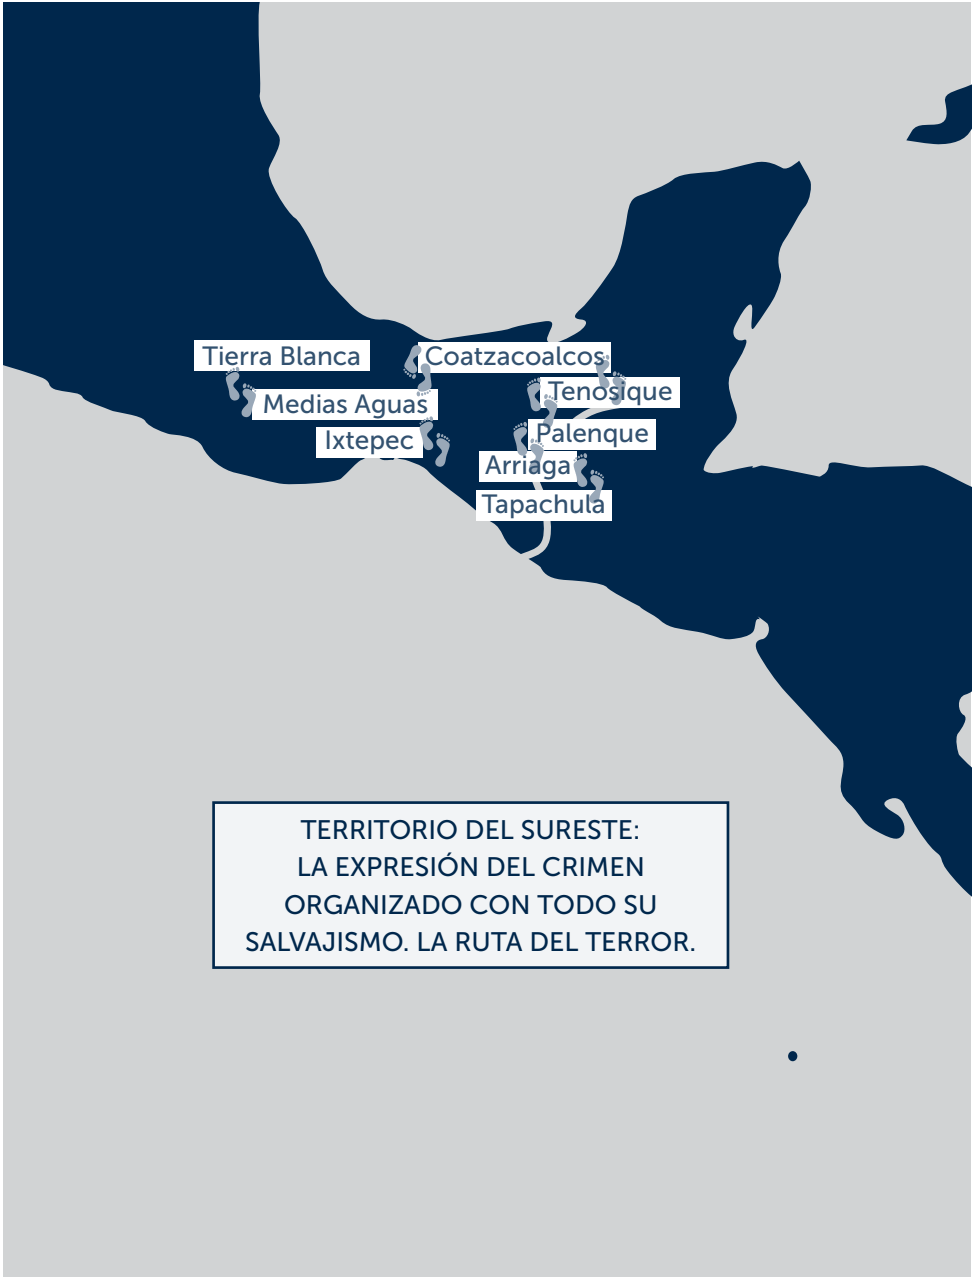 Tierra Blanca
Coatzacoalcos
Tenosique
Medias Aguas
Palenque
Ixtepec
Arriaga
Tapachula
TERRITORIO DEL SURESTE:
LA EXPRESIÓN DEL CRIMEN
ORGANIZADO CON TODO SU
SALVAJISMO. LA RUTA DEL TERROR.